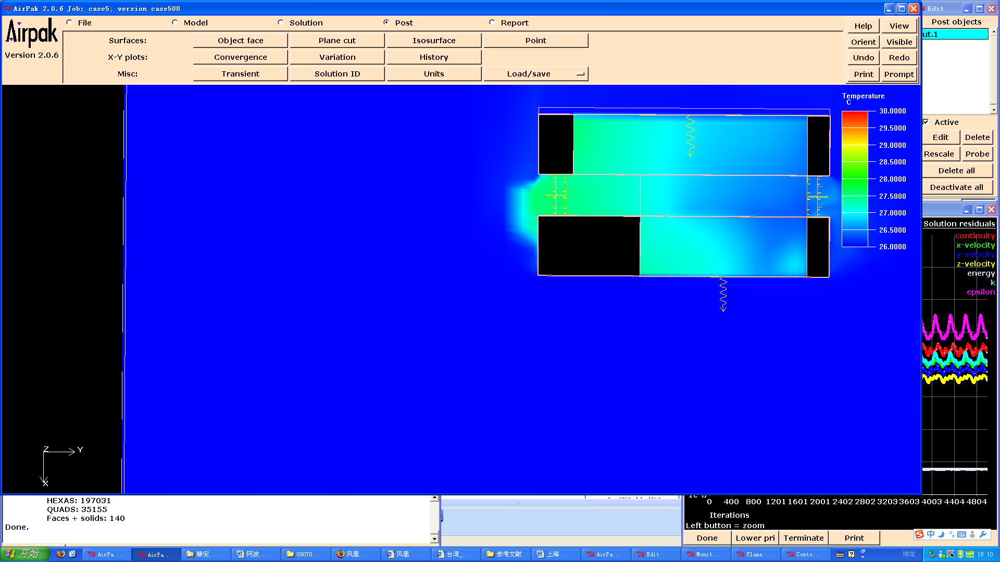 AirPak 2.0.6 Job: case5; version case500
Edit
Airpak
Version 2.0.6
File
Model
Solution
Post
Report
Surfaces:
Object face
Plane cut
Isosurface
Point
X-Y plots:
Convergence
Variation
History
Misc:
Transient
Solution ID
Units
Load/save
Help
View
Orient
Visible
Undo
Redo
Print
Prompt
Post objects
ut.1
Active
Edit
Delete
Rescale
Probe
Delete all
Deactivate all
Temperature
C
30.0000
29.5000
29.0000
28.5000
28.0000
27.5000
27.0000
26.5000
26.0000
Solution residuals
continuity
x-velocity
y-velocity
z-velocity
energy
k
epsilon
Z
Y
X
HEXAS: 197031
QUADS: 35155
Faces + solids: 140
Done.
0 400 800 1201 1601 2001 2402 2802 3203 3603 4003 4404 4804
Iterations
Left button = zoom
Done
Lower pri
Terminate
Print
中
开始
AirPa...
AirPa...
静安...
阿波...
09070...
凤凰...
凤凰...
台湾_...
参考文献
上海...
AirPa...
Edit
Monit...
Plane...
Conto...
地址
18:10